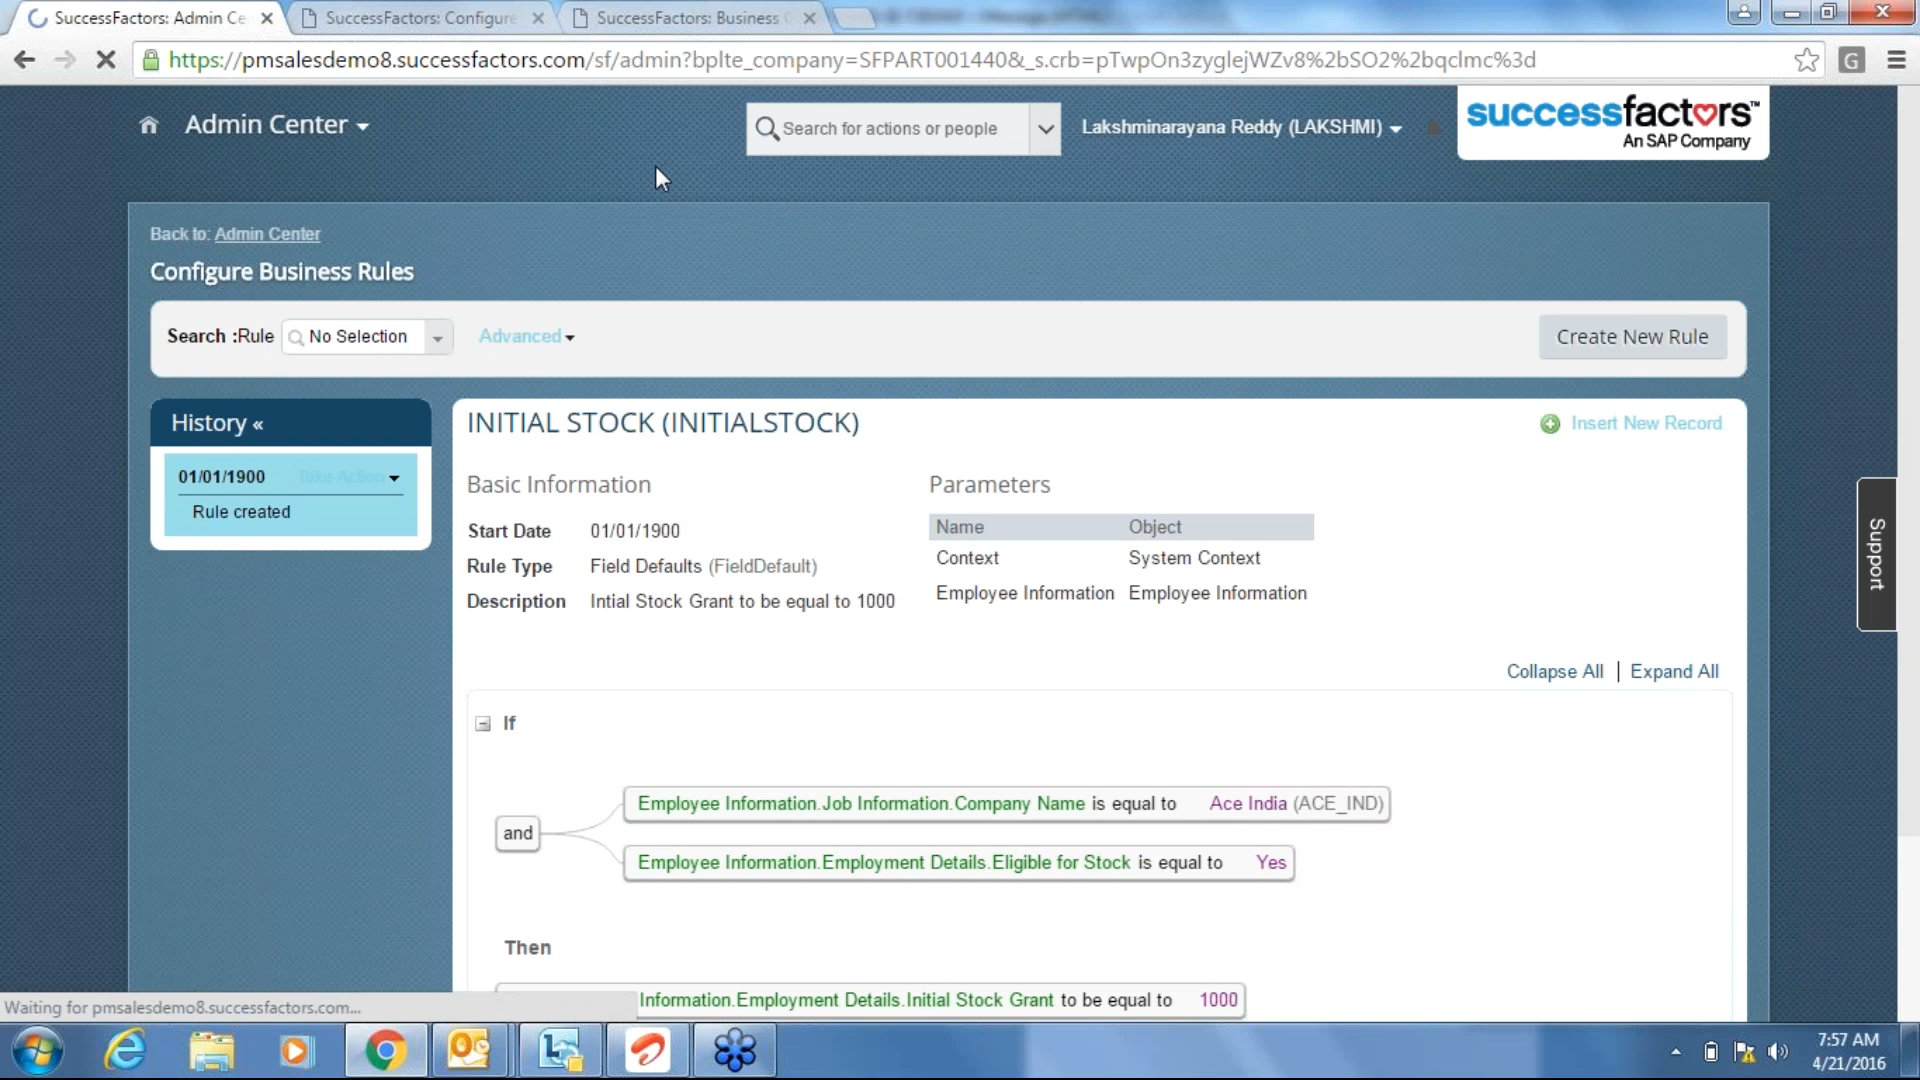 SuccessFactors: Admin Ce
SuccessFactors: Configure
SuccessFactors: Business
https://pmsalesdemo8.successfactors.com/sf/admin?bplte_company=SFPART001440&_s.crb=pTwpOn3zyglejWZv8%2bSO2%2bqclmc%3d
G
Admin Center
Search for actions or people
Lakshminarayana Reddy (LAKSHMI)
successfactors™
An SAP Company
Back to: Admin Center
Configure Business Rules
Search :Rule No Selection Advanced
Create New Rule
History «
01/01/1900 Take Action
Rule created
INITIAL STOCK (INITIALSTOCK)
Insert New Record
Basic Information
Start Date 01/01/1900
Rule Type Field Defaults (FieldDefault)
Description Intial Stock Grant to be equal to 1000
Parameters
Name Object
Context System Context
Employee Information Employee Information
Support
Collapse All | Expand All
If
and
Employee Information.Job Information.Company Name is equal to Ace India (ACE_IND)
Employee Information.Employment Details.Eligible for Stock is equal to Yes
Then
Information.Employment Details.Initial Stock Grant to be equal to 1000
Waiting for pmsalesdemo8.successfactors.com...
7:57 AM
4/21/2016